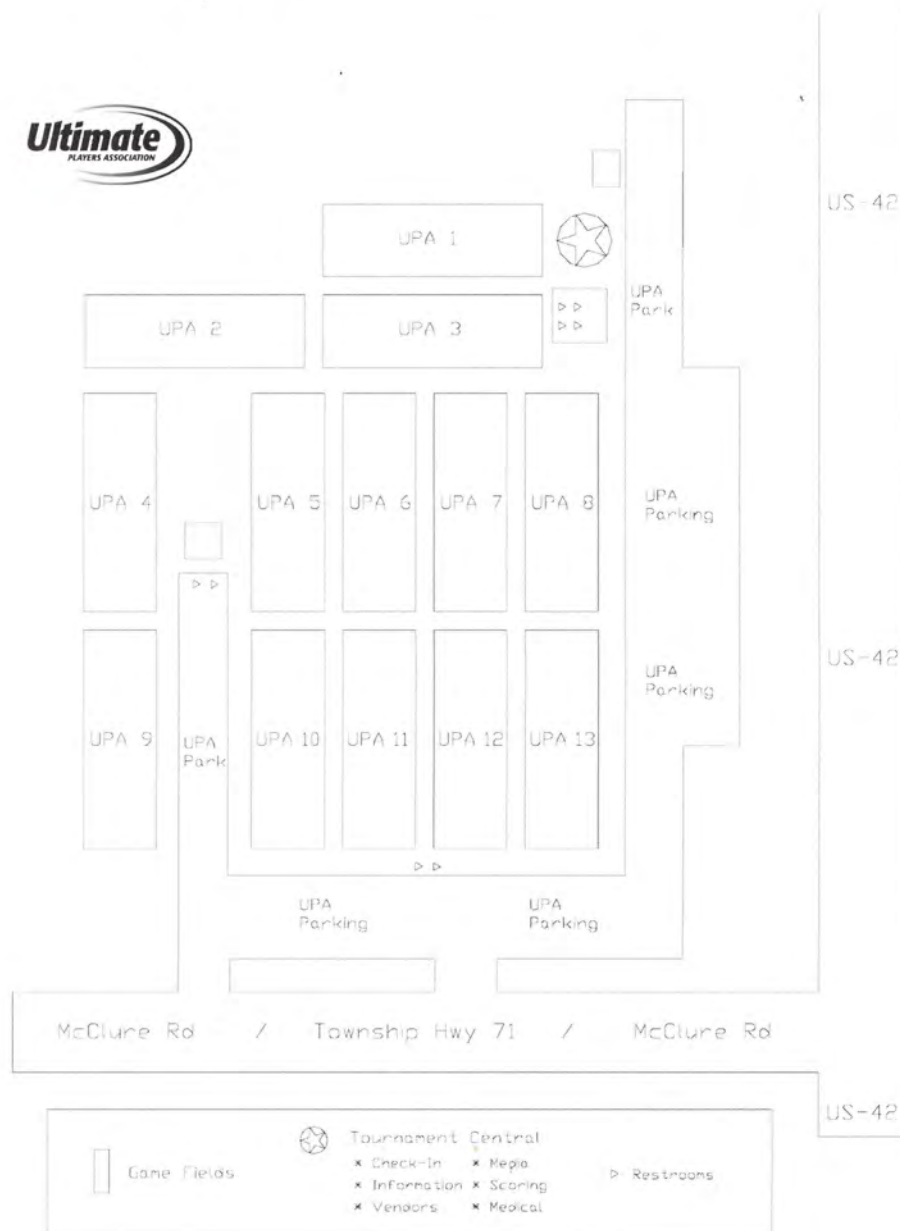 Ultimate
PLAYERS ASSOCIATION
US-42
UPA 1
UPA
Park
UPA 2
UPA 3
UPA 4
UPA 5
UPA 6
UPA 7
UPA 8
UPA
Parking
US-42
UPA
Parking
UPA 9
UPA
Park
UPA 10
UPA 11
UPA 12
UPA 13
UPA
Parking
UPA
Parking
McClure Rd / Township Hwy 71 / McClure Rd
US-42
Tournament Central
Game Fields
* Check-In * Media
* Information * Scoring
* Vendors * Medical
Restrooms